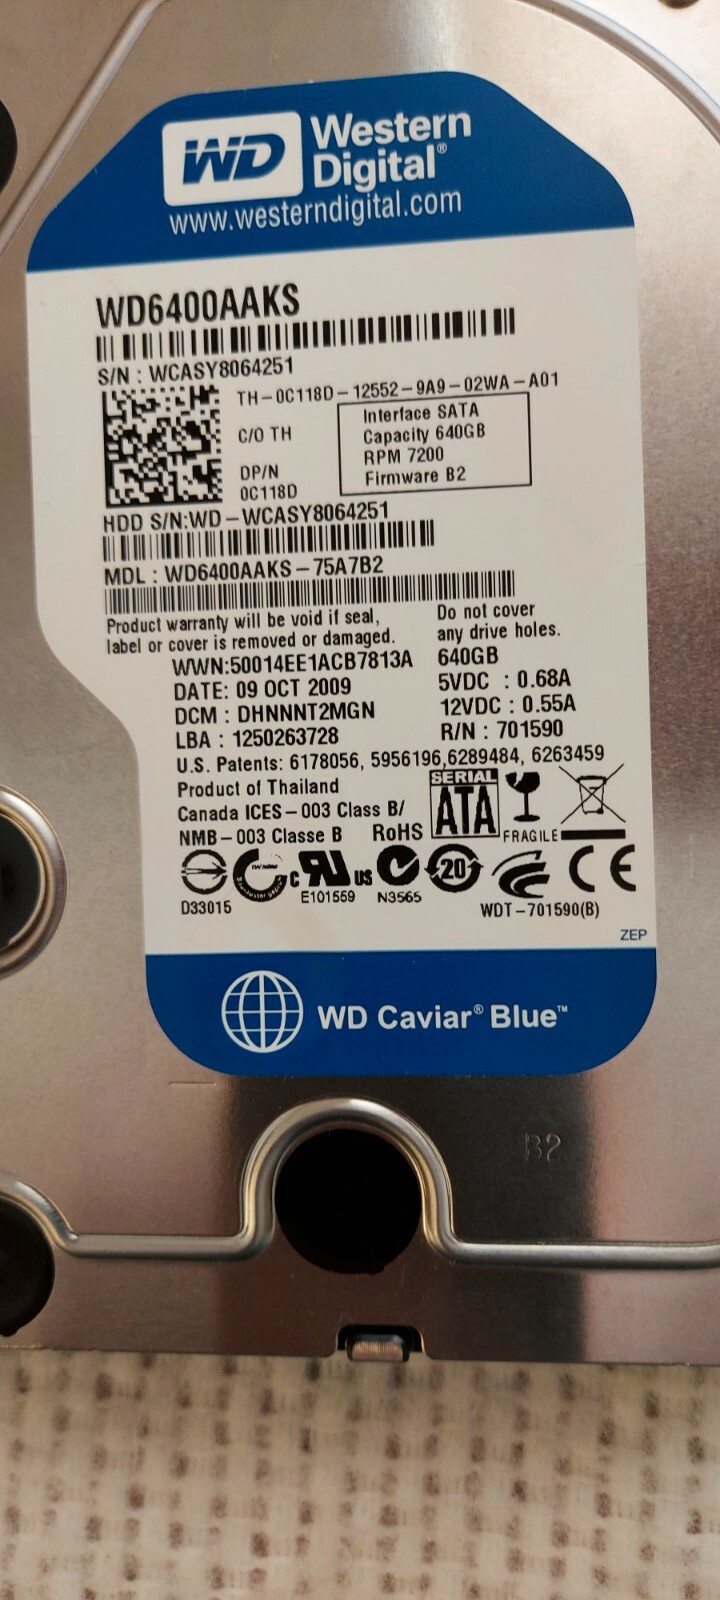 WD Western
Digital®
www.westerndigital.com
WD6400AAKS
S/N : WCASY8064251
TH-0C118D-12552-9A9-02WA-A01
C/O TH
DP/N
0C118D
Interface SATA
Capacity 640GB
RPM 7200
Firmware B2
HDD S/N:WD-WCASY8064251
MDL : WD6400AAKS-75A7B2
Product warranty will be void if seal,
label or cover is removed or damaged.
Do not cover
any drive holes.
WWN:50014EE1ACB7813A
DATE: 09 OCT 2009
DCM : DHNNNT2MGN
LBA : 1250263728
640GB
5VDC : 0.68A
12VDC : 0.55A
R/N : 701590
U.S. Patents: 6178056, 5956196,6289484, 6263459
Product of Thailand
Canada ICES-003 Class B/
NMB-003 Classe B RoHS
SERIAL
ATA
FRAGILE
D33015
c UR US
E101559
N3565
20
CE
WDT-701590(B)
ZEP
WD Caviar® Blue™
B2